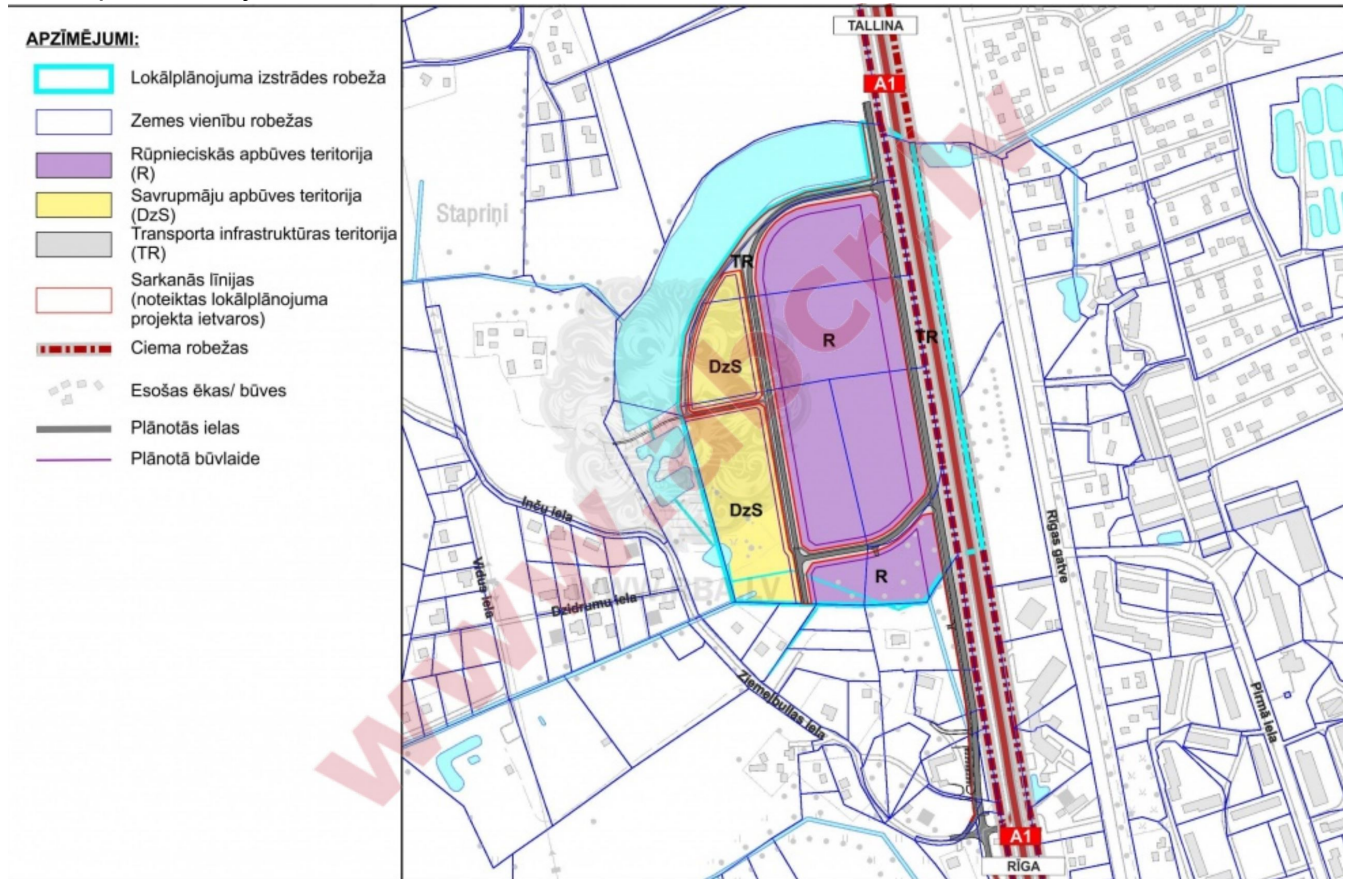 APZĪMĒJUMI:
Lokālplānojuma izstrādes robeža
Zemes vienību robežas
Rūpnieciskās apbūves teritorija
(R)
Savrupmāju apbūves teritorija
(DzS)
Transporta infrastruktūras teritorija
(TR)
Sarkanās līnijas
(noteiktas lokālplānojuma
projekta ietvaros)
Ciema robežas
Esošas ēkas/ būves
Plānotās ielas
Plānotā būvlaide
TALLINA
A1
Stapriņi
TR
R
TR
DzS
DzS
R
Inču iela
Vidus iela
Dzidrumu iela
Ziemeļbullas iela
Rīgas gatve
Pirmā iela
A1
RĪGA